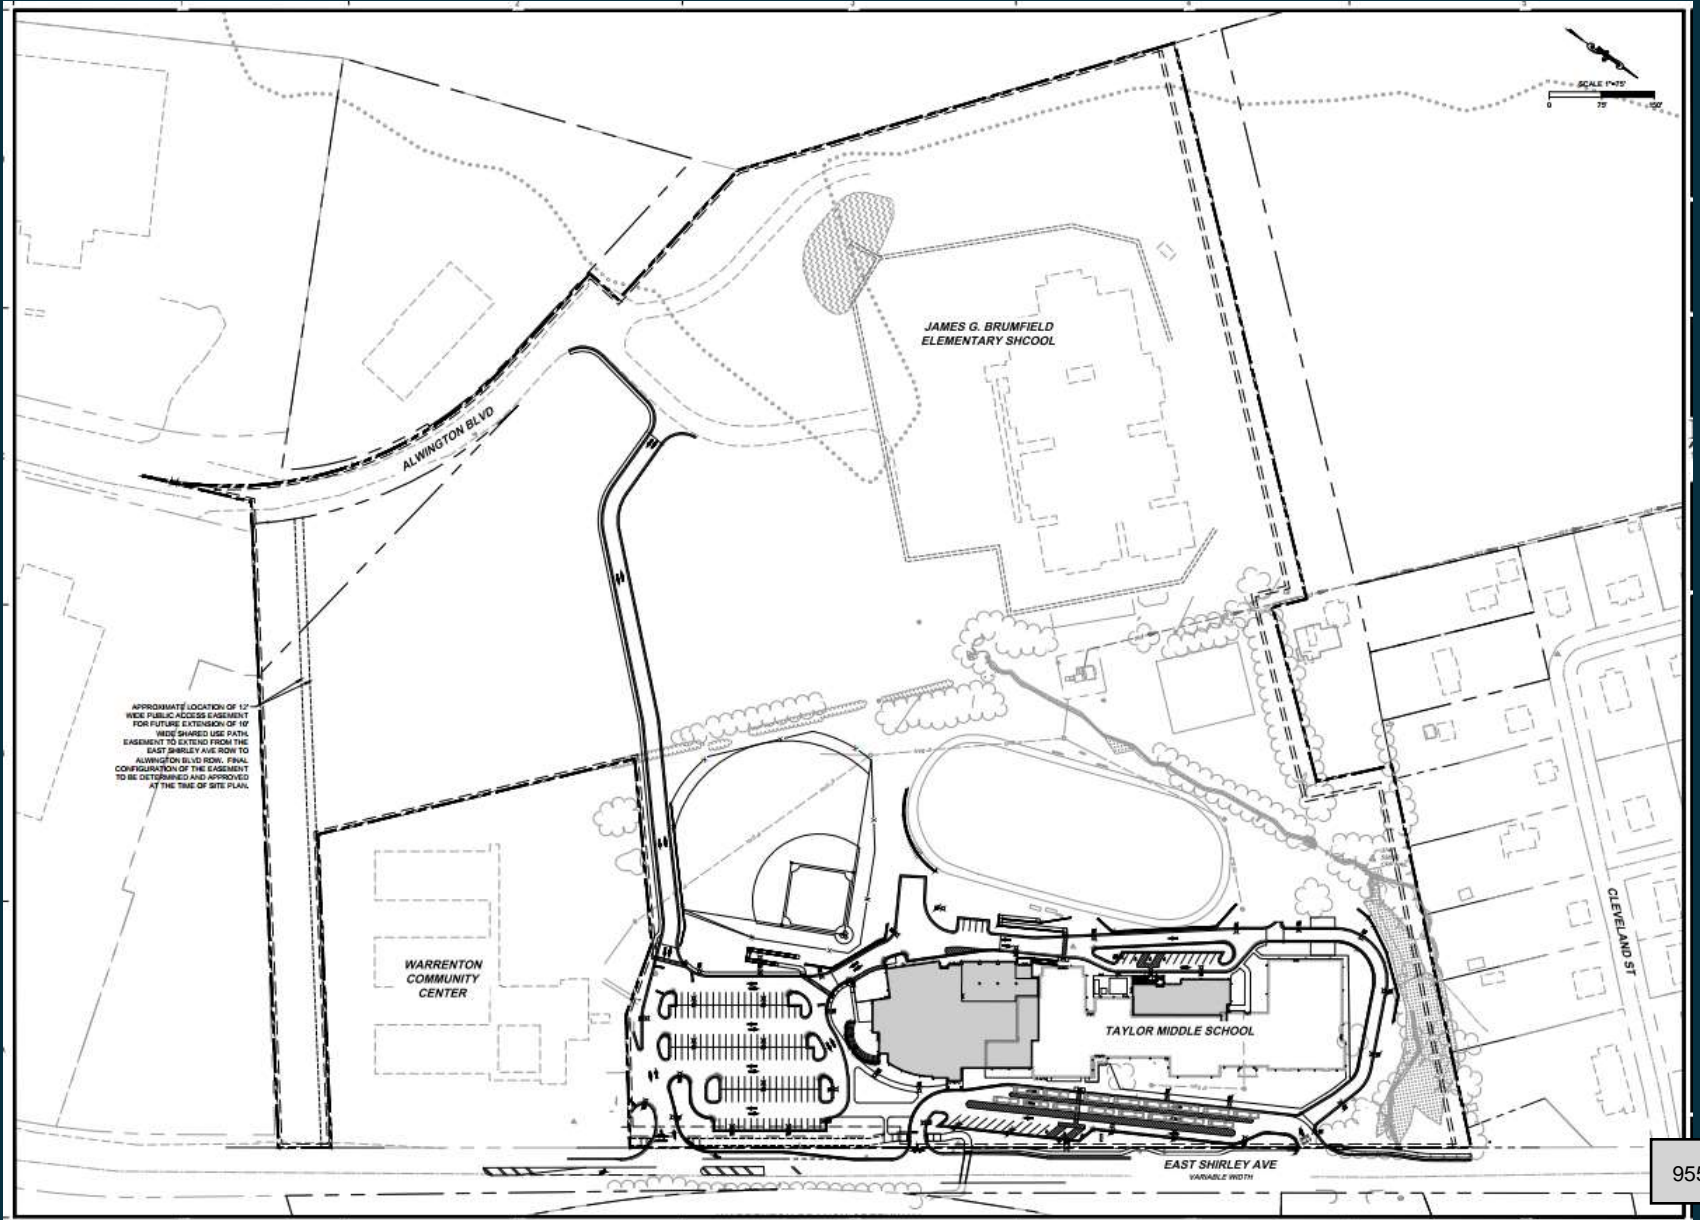 SCALE 1"=75'
0 75' 150'
JAMES G. BRUMFIELD
ELEMENTARY SHCOOL
ALWINGTON BLVD
APPROXIMATE LOCATION OF 12'
WIDE PUBLIC ACCESS EASEMENT
FOR FUTURE EXTENSION OF 10'
WIDE SHARED USE PATH.
EASEMENT TO EXTEND FROM THE
EAST SHIRLEY AVE ROW TO
ALWINGTON BLVD ROW. FINAL
CONFIGURATION OF THE EASEMENT
TO BE DETERMINED AND APPROVED
AT THE TIME OF SITE PLAN.
CLEVELAND ST
WARRENTON
COMMUNITY
CENTER
TAYLOR MIDDLE SCHOOL
EAST SHIRLEY AVE
VARIABLE WIDTH
955